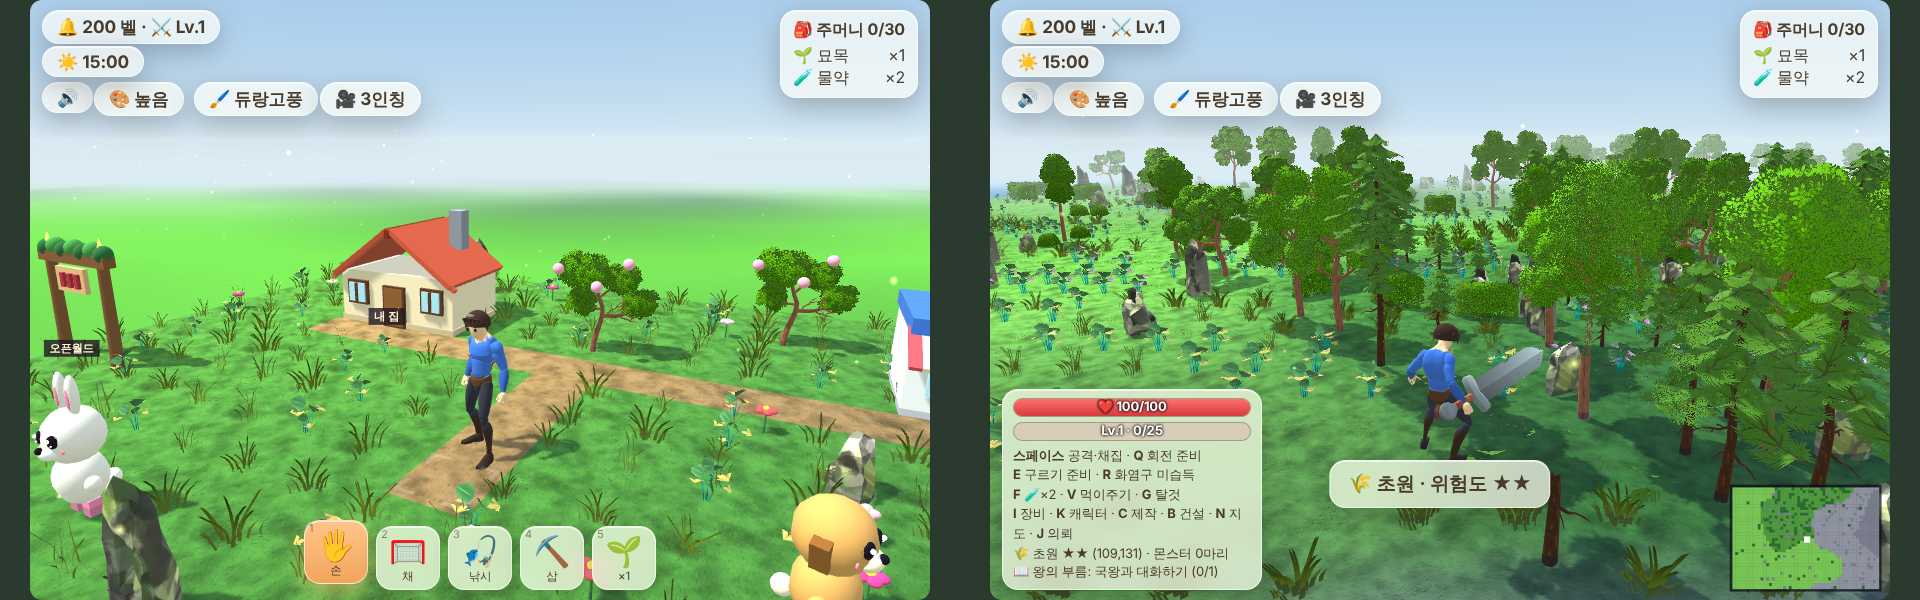 200 벨 · Lv.1
15:00
높음
듀랑고풍
3인칭
주머니 0/30
묘목 ×1
물약 ×2
내 집
오픈월드
1
손
2
채
3
낚시
4
삽
5
×1
200 벨 · Lv.1
15:00
높음
듀랑고풍
3인칭
주머니 0/30
묘목 ×1
물약 ×2
100/100
Lv.1 · 0/25
스페이스 공격·채집 · Q 회전 준비
E 구르기 준비 · R 화염구 미습득
F ×2 · V 먹이주기 · G 탈것
I 장비 · K 캐릭터 · C 제작 · B 건설 · N 지
도 · J 의뢰
초원 ★★ (109,131) · 몬스터 0마리
왕의 부름: 국왕과 대화하기 (0/1)
초원 · 위험도 ★★